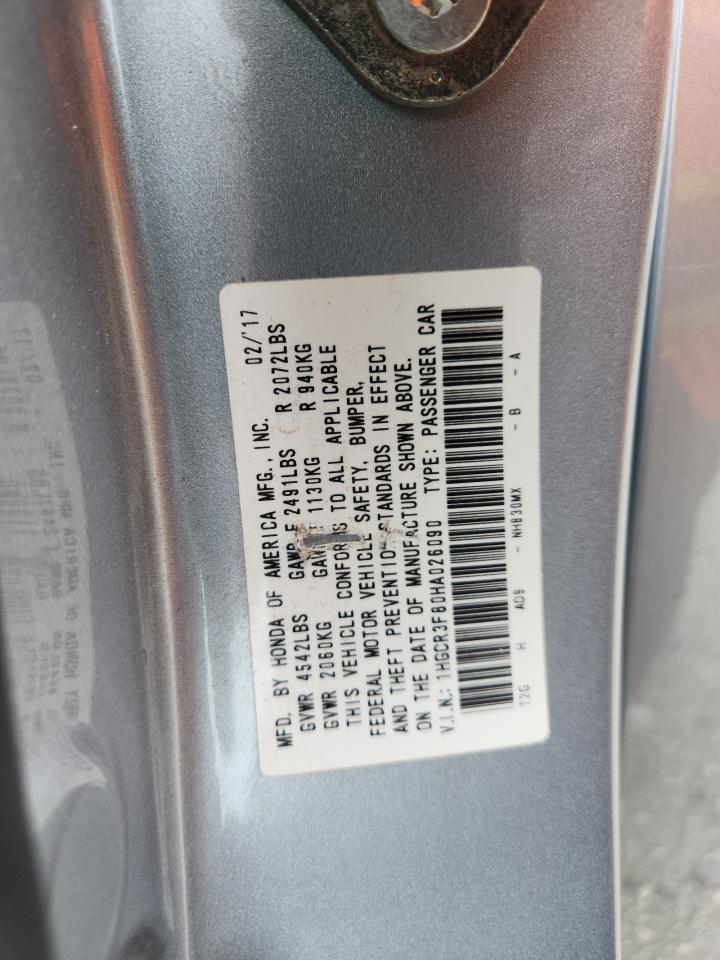 MFD. BY HONDA OF AMERICA MFG., INC. 02/'17
GVWR 4542LBS GAWR F 2491LBS R 2072LBS
GVWR 2060KG 1130KG R 940KG
THIS VEHICLE CONFORMS TO ALL APPLICABLE
FEDERAL MOTOR VEHICLE SAFETY, BUMPER,
AND THEFT PREVENTION STANDARDS IN EFFECT
ON THE DATE OF MANUFACTURE SHOWN ABOVE.
V.I.N.: 1HGCR3F80HA026090 TYPE: PASSENGER CAR
T2G H AD9 - NH830MX - B - A